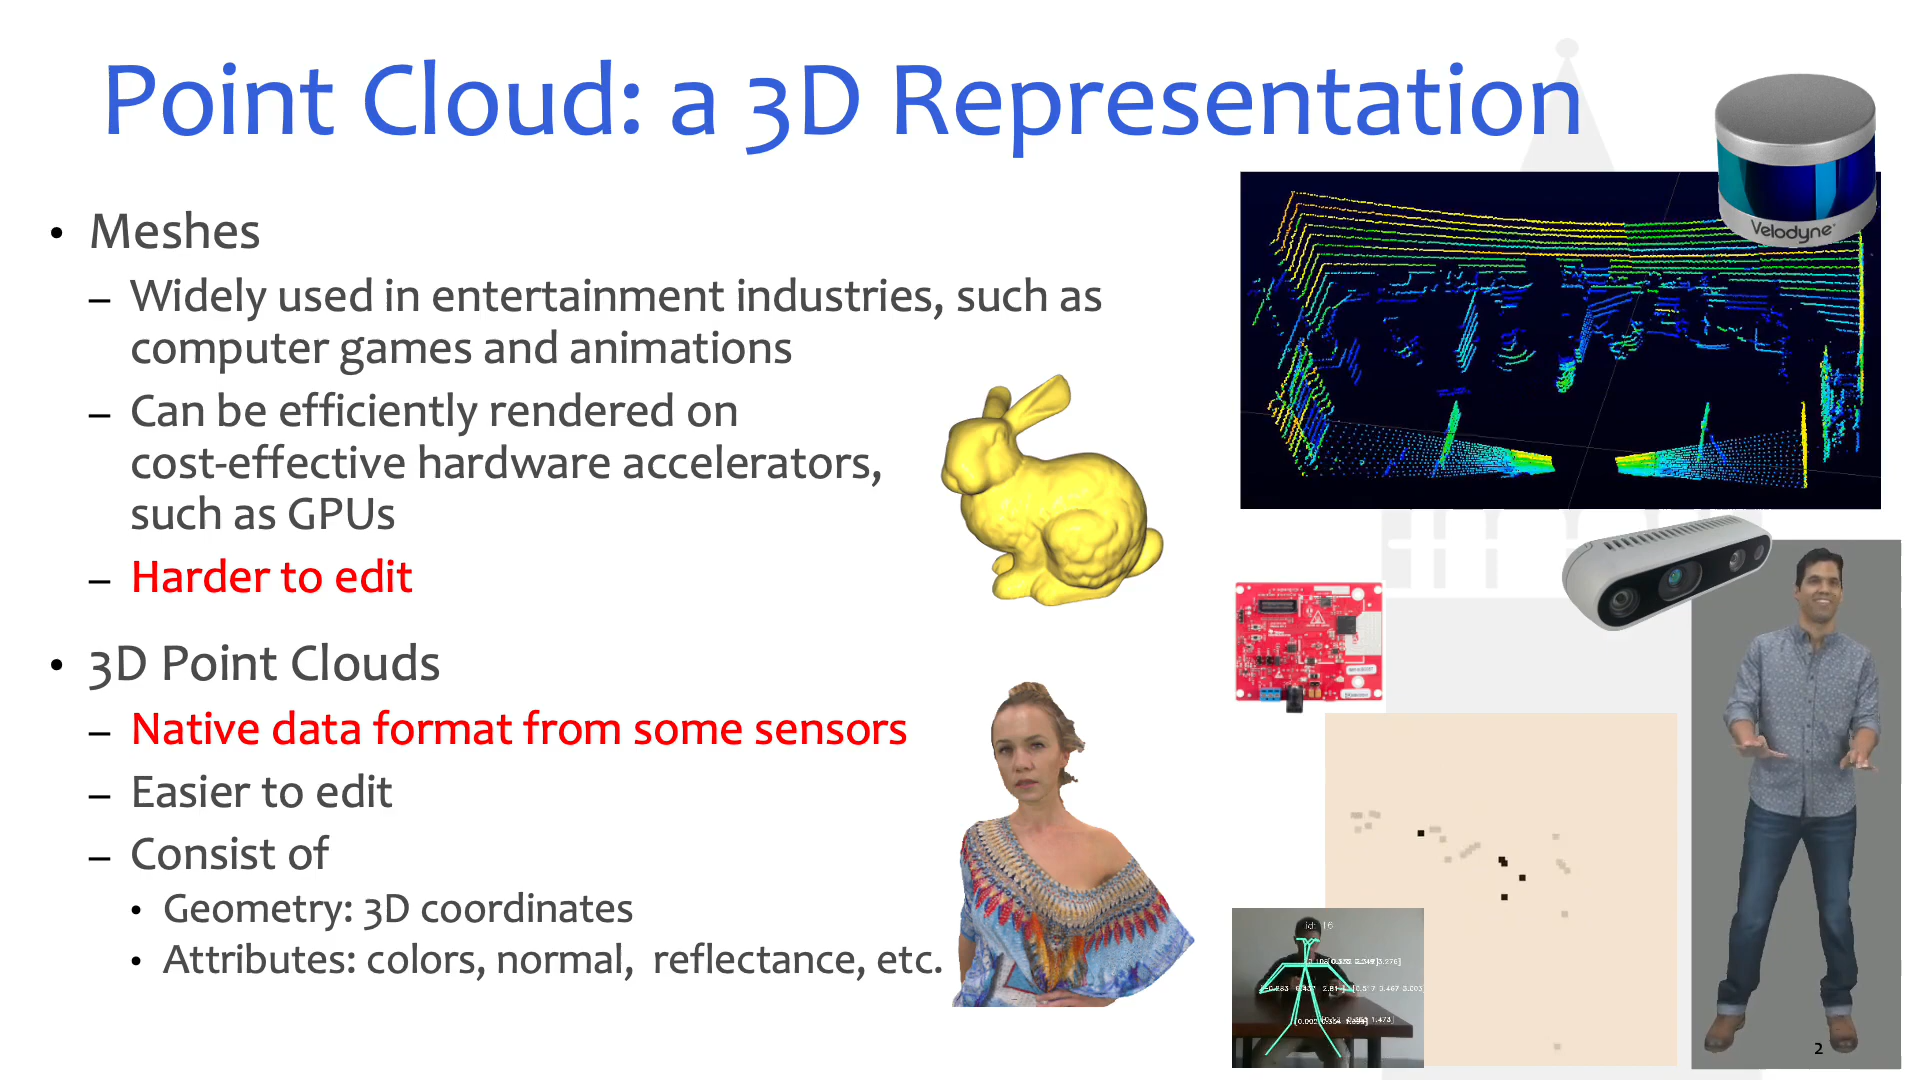 Point Cloud: a 3D Representation
• Meshes
– Widely used in entertainment industries, such as
computer games and animations
– Can be efficiently rendered on
cost-effective hardware accelerators,
such as GPUs
– Harder to edit
• 3D Point Clouds
– Native data format from some sensors
– Easier to edit
– Consist of
• Geometry: 3D coordinates
• Attributes: colors, normal, reflectance, etc.
Velodyne
id: 16
2